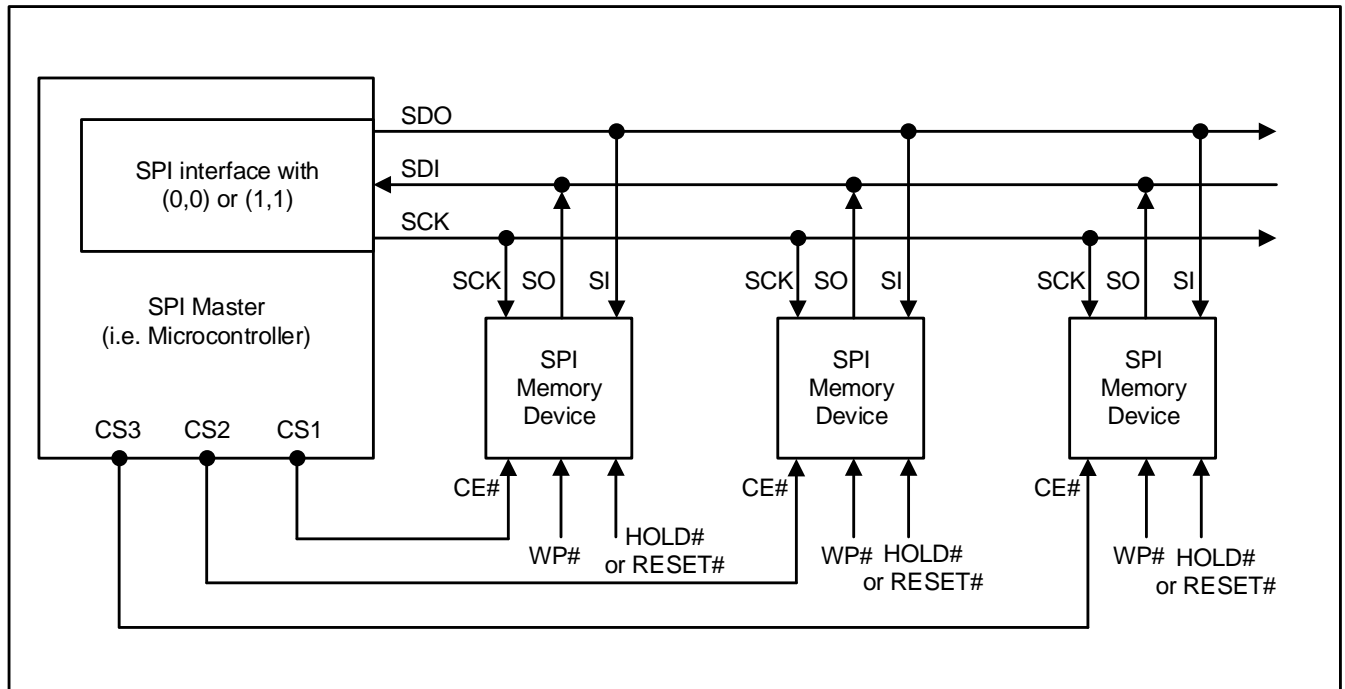 SDO
SPI interface with
(0,0) or (1,1)
SDI
SCK
SCK SO SI
SCK SO SI
SCK SO SI
SPI Master
(i.e. Microcontroller)
SPI
Memory
Device
SPI
Memory
Device
SPI
Memory
Device
CS3 CS2 CS1
CE#
WP#
HOLD#
or RESET#
CE#
WP#
HOLD#
or RESET#
CE#
WP#
HOLD#
or RESET#